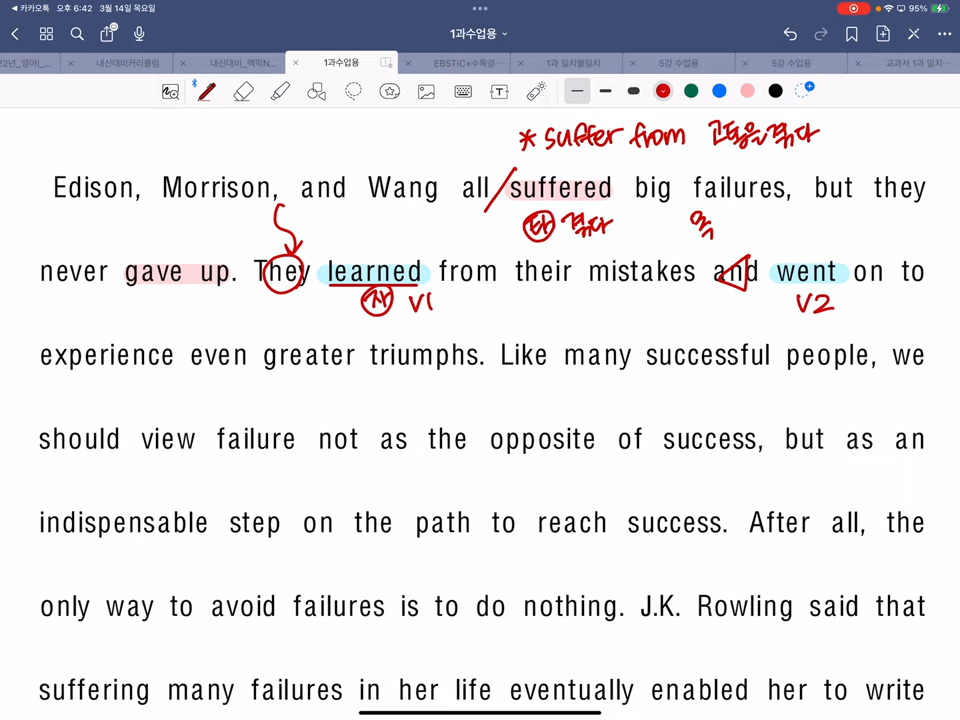 카카오톡 오후 6:42 3월 14일 목요일 95%
1과수업용
22년_영어I_... 내신대비커리큘럼 내신대비_맥락N... 1과수업용 EBSTIC+수특영... 1과 일치불일치 5강 수업용 5강 수업용 교과서 1과 일치...
* suffer from 고통을 겪다
Edison, Morrison, and Wang all / suffered big failures, but they
타 겪다 목
never gave up. They learned from their mistakes and went on to
자 V1 V2
experience even greater triumphs. Like many successful people, we
should view failure not as the opposite of success, but as an
indispensable step on the path to reach success. After all, the
only way to avoid failures is to do nothing. J.K. Rowling said that
suffering many failures in her life eventually enabled her to write